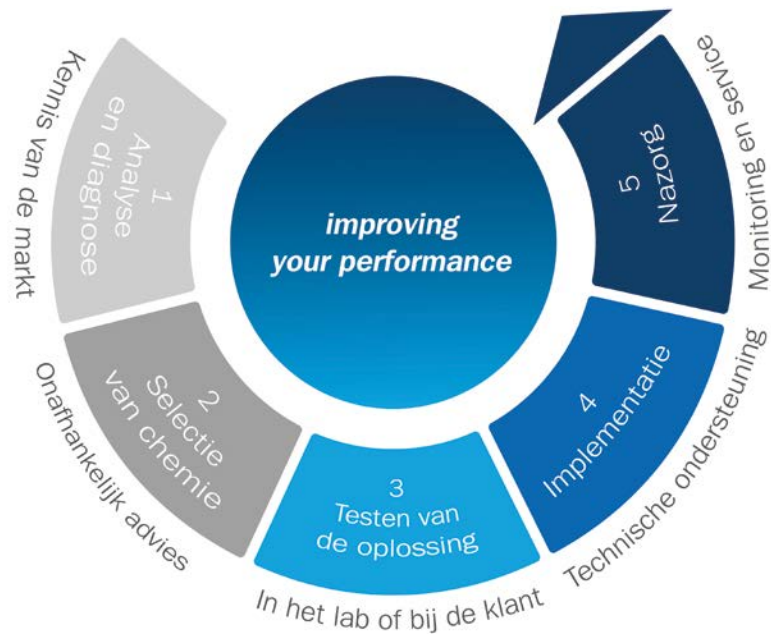 improving
your performance
Kennis van de markt
1
Analyse
en diagnose
Onafhankelijk advies
2
Selectie
van chemie
3
Testen van
de oplossing
In het lab of bij de klant
4
Implementatie
Technische ondersteuning
5
Nazorg
Monitoring en service